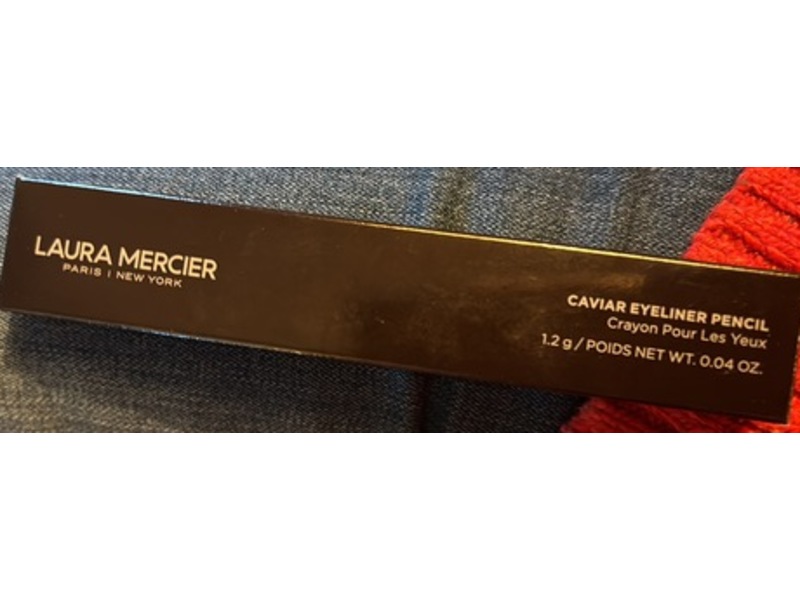 LAURA MERCIER
PARIS | NEW YORK
CAVIAR EYELINER PENCIL
Crayon Pour Les Yeux
1.2 g / POIDS NET WT. 0.04 OZ.